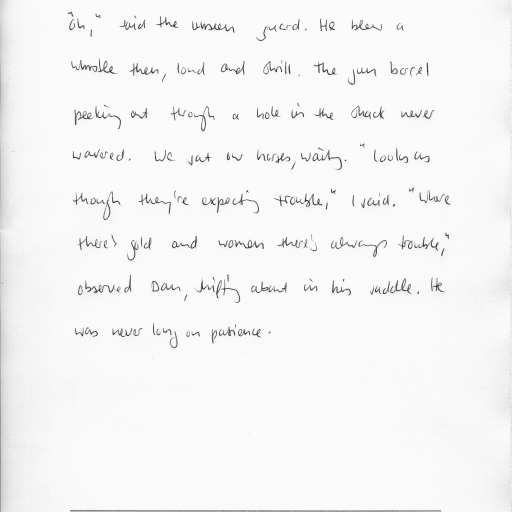 "Oh," said the unseen guard. He blew a
whistle then, loud and shrill. The gun barrel
peeking out through a hole in the shack never
wavered. We sat our horses, waiting. "Looks as
though they're expecting trouble," I said. "Where
there's gold and women there's always trouble,"
observed Dan, shifting about in his saddle. He
was never long on patience.